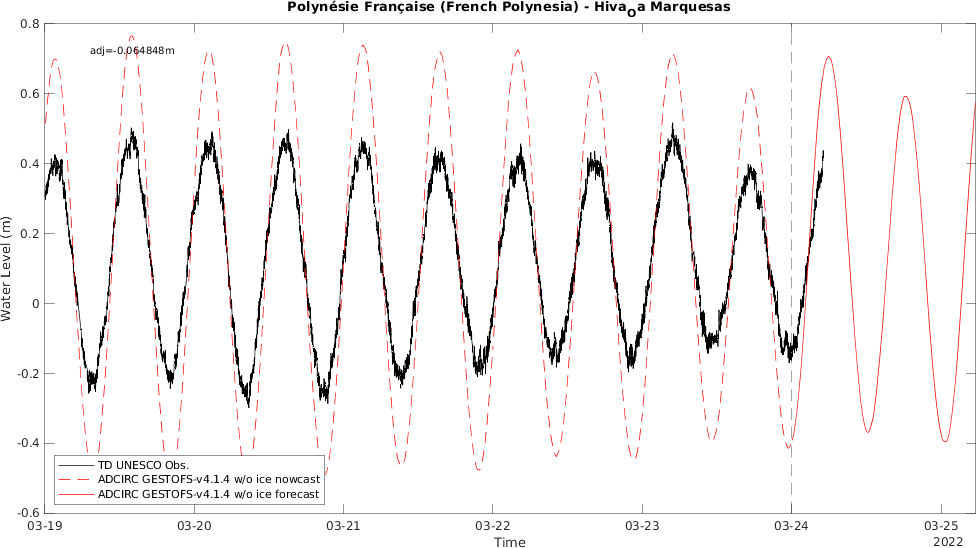 Polynésie Française (French Polynesia) - HivaOa Marquesas
adj=-0.064848m
0.8
0.6
0.4
0.2
0
-0.2
-0.4
-0.6
Water Level (m)
TD UNESCO Obs.
ADCIRC GESTOFS-v4.1.4 w/o ice nowcast
ADCIRC GESTOFS-v4.1.4 w/o ice forecast
03-19 03-20 03-21 03-22 03-23 03-24 03-25
Time
2022